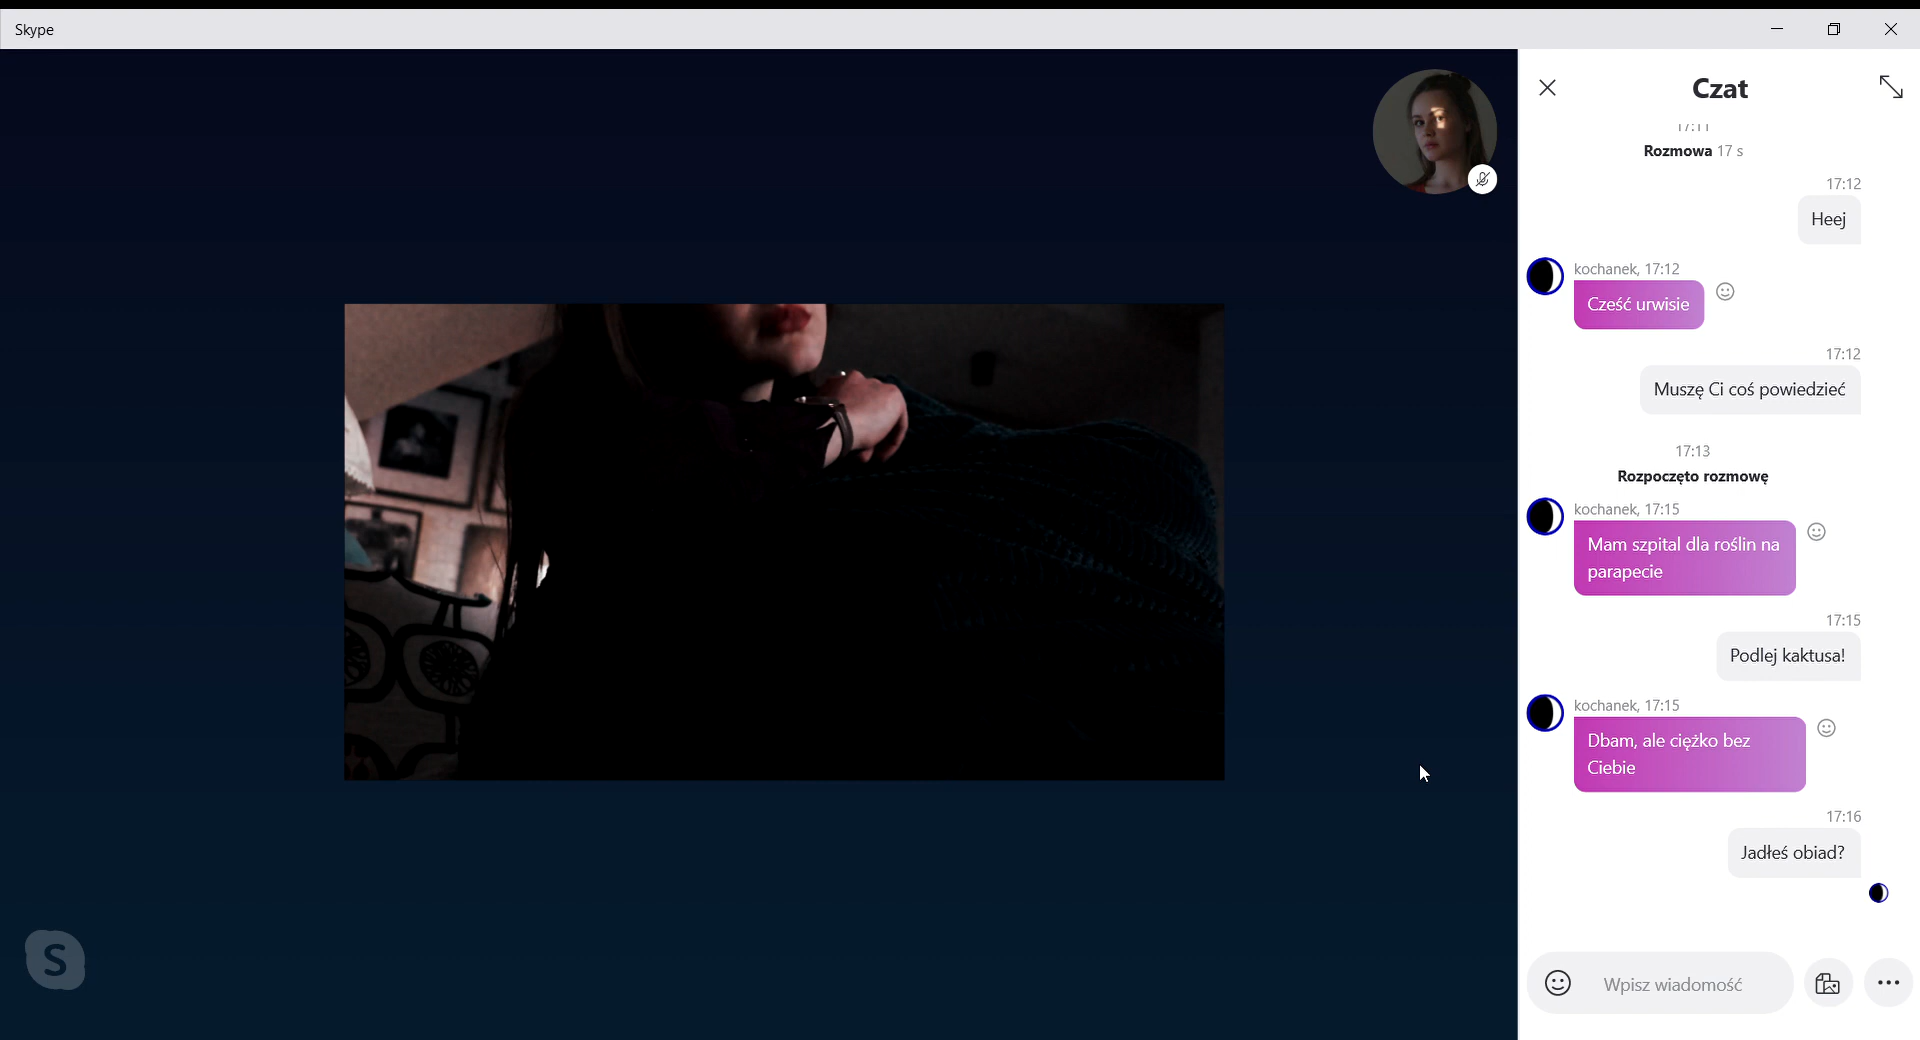 Skype
Czat
17:11
Rozmowa 17 s
17:12
Heej
kochanek, 17:12
Cześć urwisie
17:12
Muszę Ci coś powiedzieć
17:13
Rozpoczęto rozmowę
kochanek, 17:15
Mam szpital dla roślin na
parapecie
17:15
Podlej kaktusa!
kochanek, 17:15
Dbam, ale ciężko bez
Ciebie
17:16
Jadłeś obiad?
S
Wpisz wiadomość